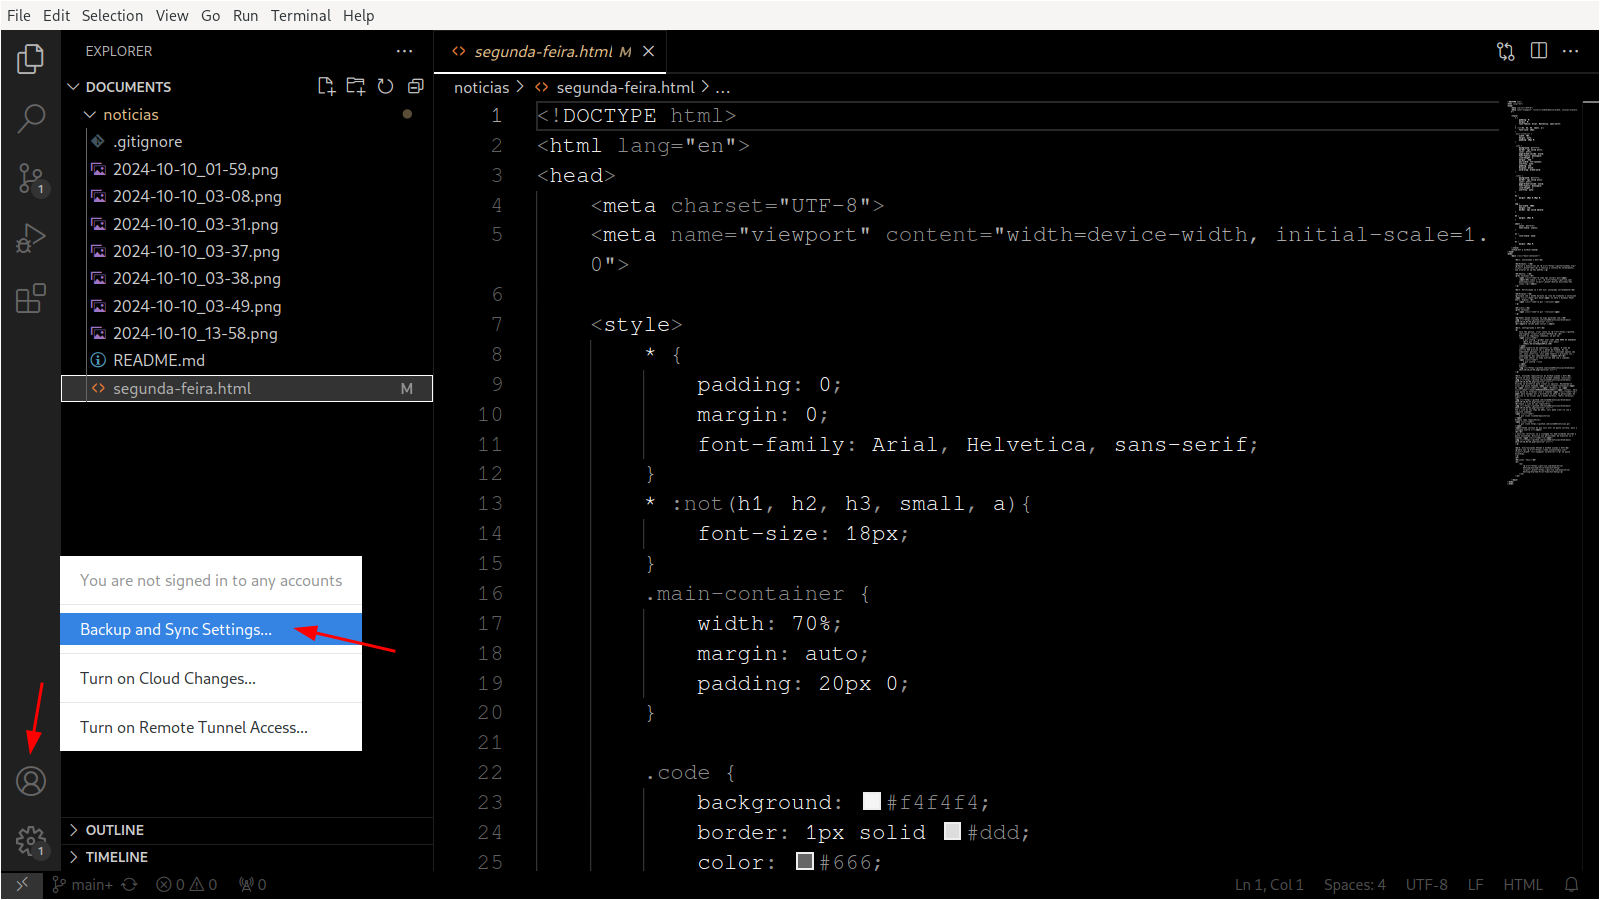 File Edit Selection View Go Run Terminal Help
EXPLORER
DOCUMENTS
noticias
.gitignore
2024-10-10_01-59.png
2024-10-10_03-08.png
2024-10-10_03-31.png
2024-10-10_03-37.png
2024-10-10_03-38.png
2024-10-10_03-49.png
2024-10-10_13-58.png
README.md
segunda-feira.html M
1
You are not signed in to any accounts
Backup and Sync Settings...
Turn on Cloud Changes...
Turn on Remote Tunnel Access...
1
OUTLINE
TIMELINE
segunda-feira.html M
noticias > segunda-feira.html > ...
1 <!DOCTYPE html>
2 <html lang="en">
3 <head>
4 <meta charset="UTF-8">
5 <meta name="viewport" content="width=device-width, initial-scale=1.
0">
6
7 <style>
8 * {
9 padding: 0;
10 margin: 0;
11 font-family: Arial, Helvetica, sans-serif;
12 }
13 * :not(h1, h2, h3, small, a){
14 font-size: 18px;
15 }
16 .main-container {
17 width: 70%;
18 margin: auto;
19 padding: 20px 0;
20 }
21
22 .code {
23 background: #f4f4f4;
24 border: 1px solid #ddd;
25 color: #666;
main+ 0 0 0 Ln 1, Col 1 Spaces: 4 UTF-8 LF HTML